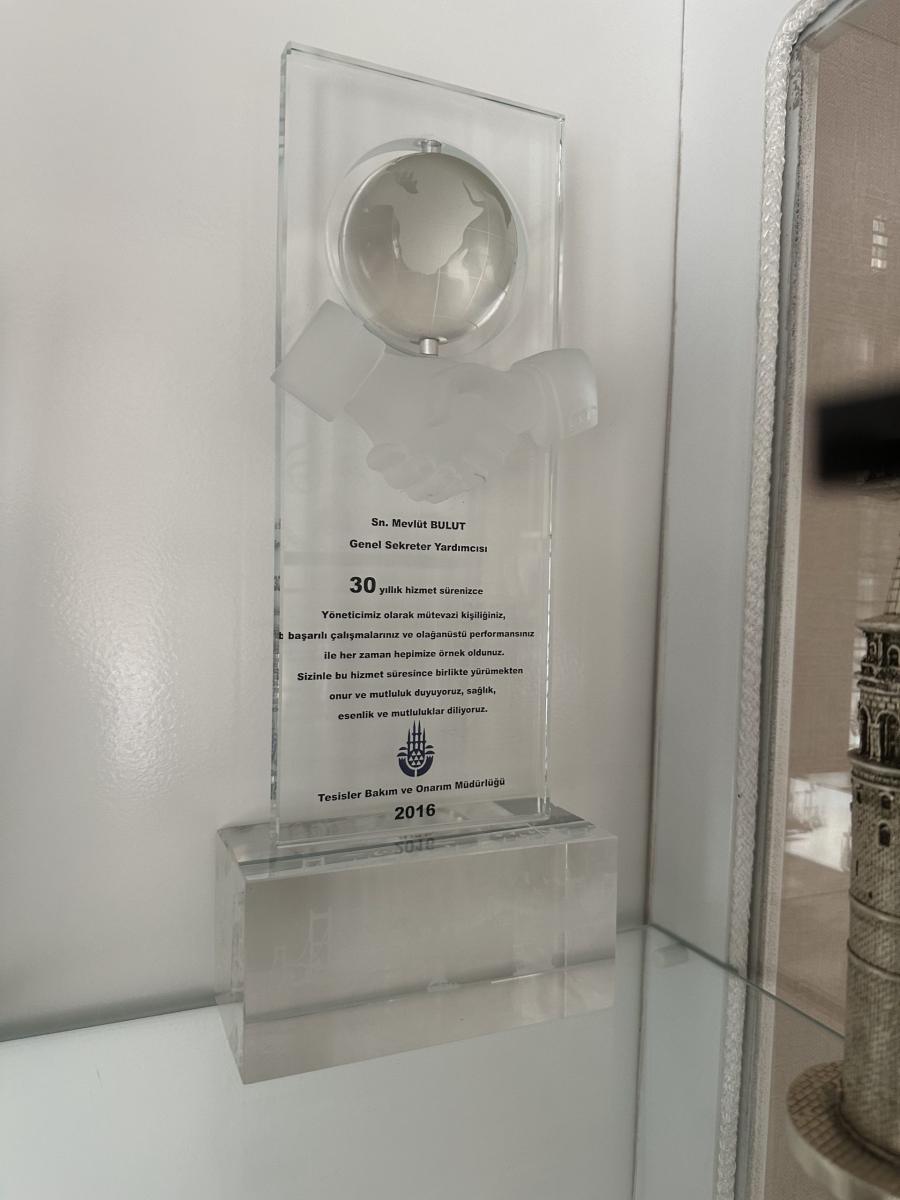 Sn. Mevlüt BULUT
Genel Sekreter Yardımcısı
30 yıllık hizmet sürenizce
Yöneticimiz olarak mütevazi kişiliğiniz,
başarılı çalışmalarınız ve olağanüstü performansınız
ile her zaman hepimize örnek oldunuz.
Sizinle bu hizmet süresince birlikte yürümekten
onur ve mutluluk duyuyoruz, sağlık,
esenlik ve mutluluklar diliyoruz.
Tesisler Bakım ve Onarım Müdürlüğü
2016